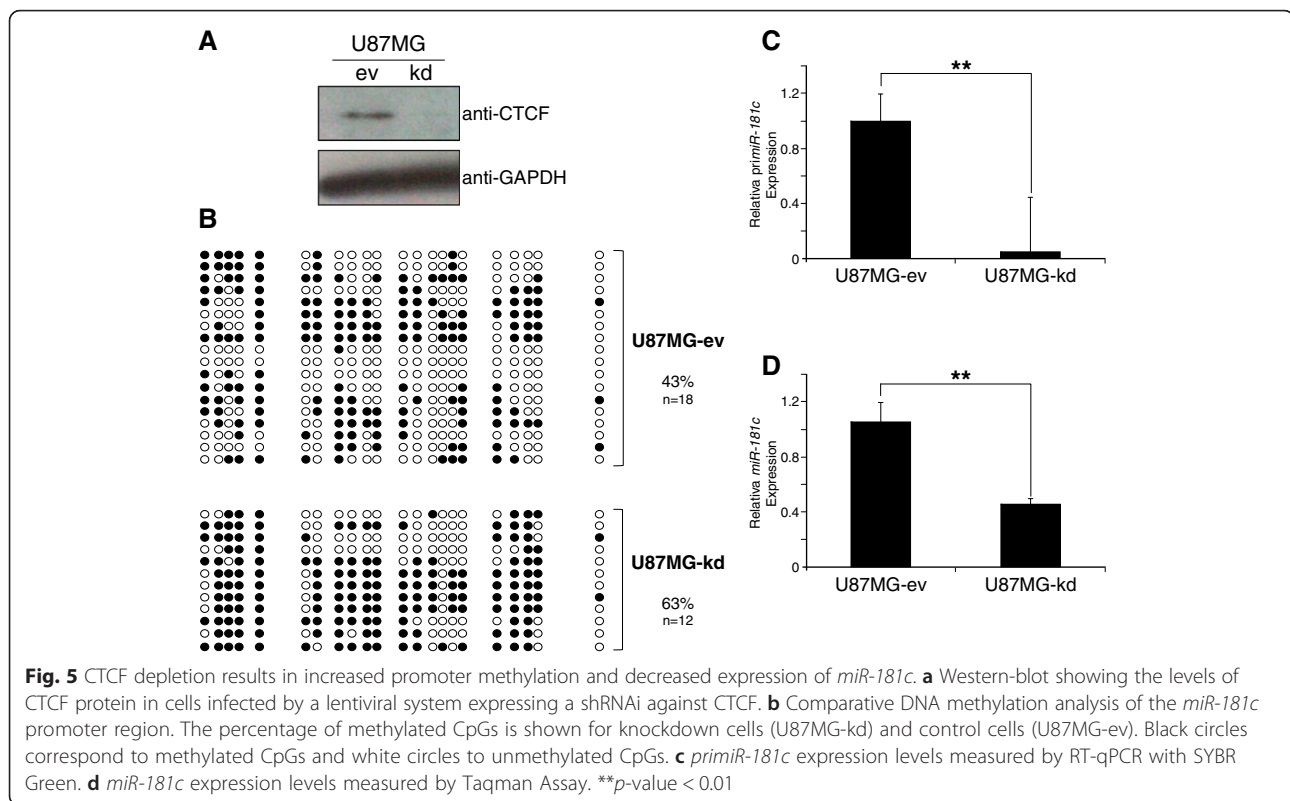 A
U87MG
ev kd
anti-CTCF
anti-GAPDH
B
U87MG-ev
43%
n=18
U87MG-kd
63%
n=12
C
**
Relativa primiR-181c
Expression
1.2
0.8
0.4
0
U87MG-ev U87MG-kd
D
**
Relativa miR-181c
Expression
1.2
0.8
0.4
0
U87MG-ev U87MG-kd
Fig. 5 CTCF depletion results in increased promoter methylation and decreased expression of miR-181c. a Western-blot showing the levels of
CTCF protein in cells infected by a lentiviral system expressing a shRNAi against CTCF. b Comparative DNA methylation analysis of the miR-181c
promoter region. The percentage of methylated CpGs is shown for knockdown cells (U87MG-kd) and control cells (U87MG-ev). Black circles
correspond to methylated CpGs and white circles to unmethylated CpGs. c primiR-181c expression levels measured by RT-qPCR with SYBR
Green. d miR-181c expression levels measured by Taqman Assay. **p-value < 0.01